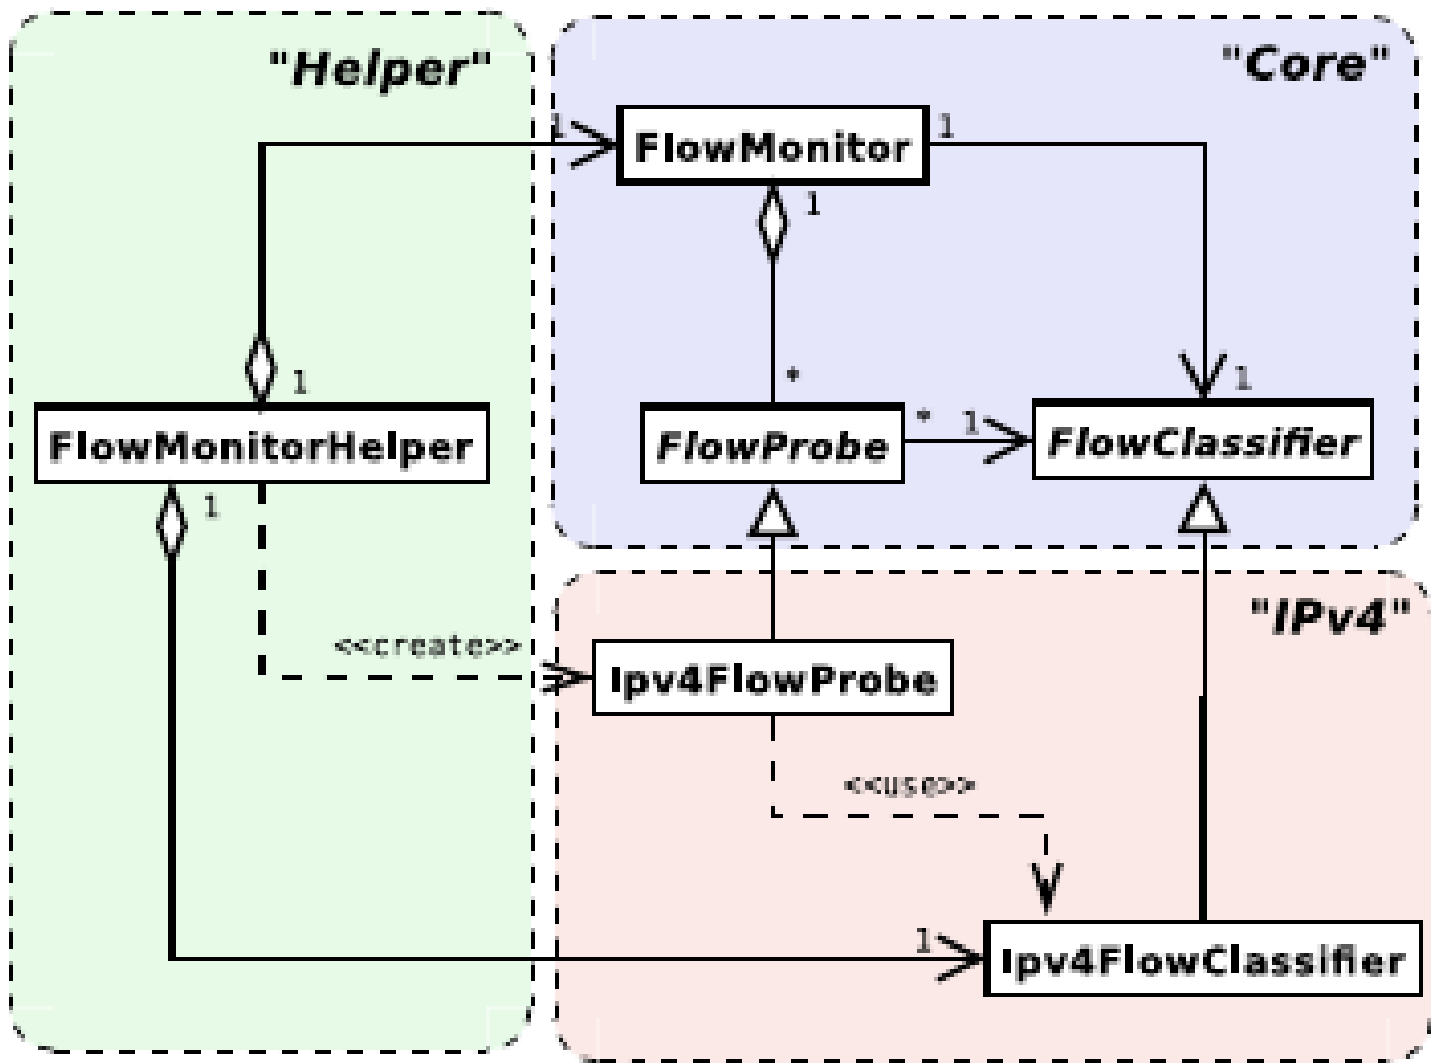 "Helper"
"Core"
1
FlowMonitor
1
1
*
1
1
FlowMonitorHelper
FlowProbe
*
1
FlowClassifier
1
"IPv4"
<<create>>
Ipv4FlowProbe
<<use>>
1
Ipv4FlowClassifier